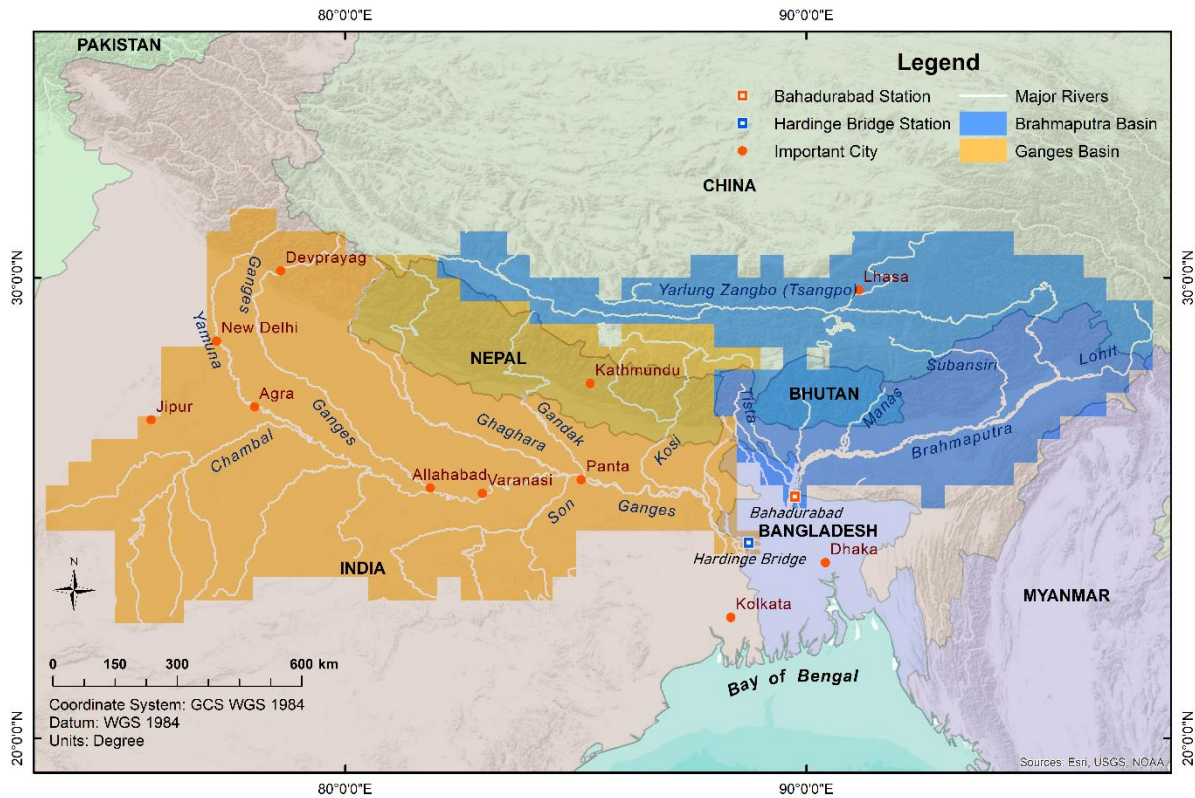 80°0'0"E
90°0'0"E
PAKISTAN
Legend
Bahadurabad Station
Major Rivers
Hardinge Bridge Station
Brahmaputra Basin
Important City
Ganges Basin
CHINA
30°0'0"N
30°0'0"N
Devprayag
Ganges
Lhasa
Yarlung Zangbo (Tsangpo)
New Delhi
Yamuna
NEPAL
Subansiri
Lohit
Kathmundu
BHUTAN
Tista
Manas
Agra
Jipur
Ganges
Ghaghara
Gandak
Kosi
Brahmaputra
Chambal
Allahabad
Varanasi
Panta
Son
Ganges
Bahadurabad
BANGLADESH
Hardinge Bridge
Dhaka
INDIA
N
MYANMAR
Kolkata
0 150 300 600 km
Bay of Bengal
Coordinate System: GCS WGS 1984
Datum: WGS 1984
Units: Degree
20°0'0"N
20°0'0"N
Sources: Esri, USGS, NOAA
80°0'0"E
90°0'0"E